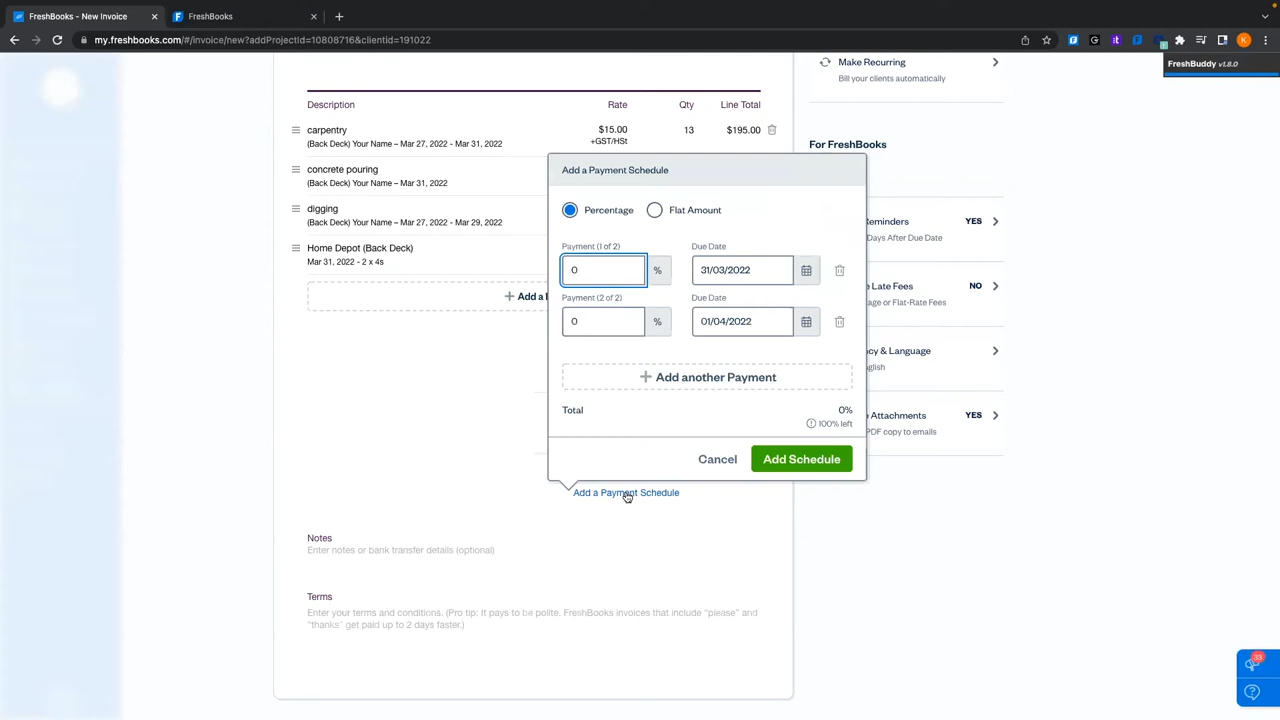 FreshBooks - New Invoice
FreshBooks
my.freshbooks.com/#/invoice/new?addProjectId=10808716&clientid=191022
K
FreshBuddy v1.8.0
Make Recurring
Bill your clients automatically
Description Rate Qty Line Total
carpentry $15.00 13 $195.00
+GST/HSt
(Back Deck) Your Name – Mar 27, 2022 - Mar 31, 2022
concrete pouring
(Back Deck) Your Name – Mar 31, 2022
digging
(Back Deck) Your Name – Mar 27, 2022 - Mar 29, 2022
Home Depot (Back Deck)
Mar 31, 2022 - 2 x 4s
Add a
For FreshBooks
Reminders YES
Days After Due Date
Late Fees NO
or Flat-Rate Fees
& Language
Attachments YES
PDF copy to emails
Add a Payment Schedule
Percentage Flat Amount
Payment (1 of 2) Due Date
0 % 31/03/2022
Payment (2 of 2) Due Date
0 % 01/04/2022
+ Add another Payment
Total 0%
100% left
Cancel Add Schedule
Add a Payment Schedule
Notes
Enter notes or bank transfer details (optional)
Terms
Enter your terms and conditions. (Pro tip: It pays to be polite. FreshBooks invoices that include “please” and
“thanks” get paid up to 2 days faster.)
33